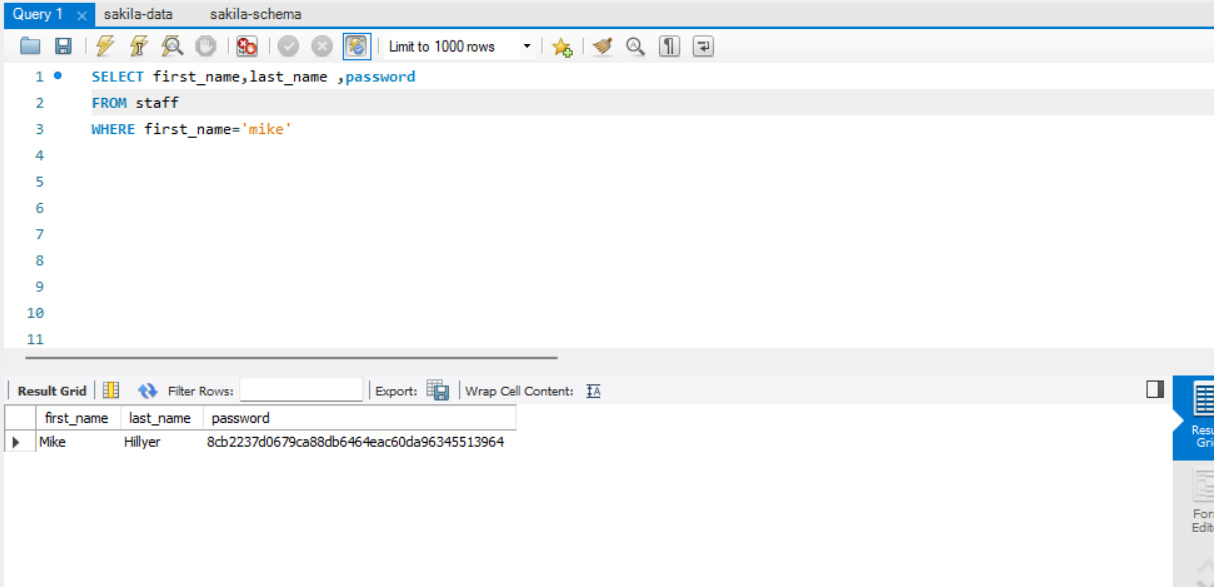 Query 1 sakila-data sakila-schema
Limit to 1000 rows
1 SELECT first_name,last_name ,password
2 FROM staff
3 WHERE first_name='mike'
4
5
6
7
8
9
10
11
Result Grid Filter Rows: Export: Wrap Cell Content: IA
first_name last_name password
Mike Hillyer 8cb2237d0679ca88db6464eac60da96345513964